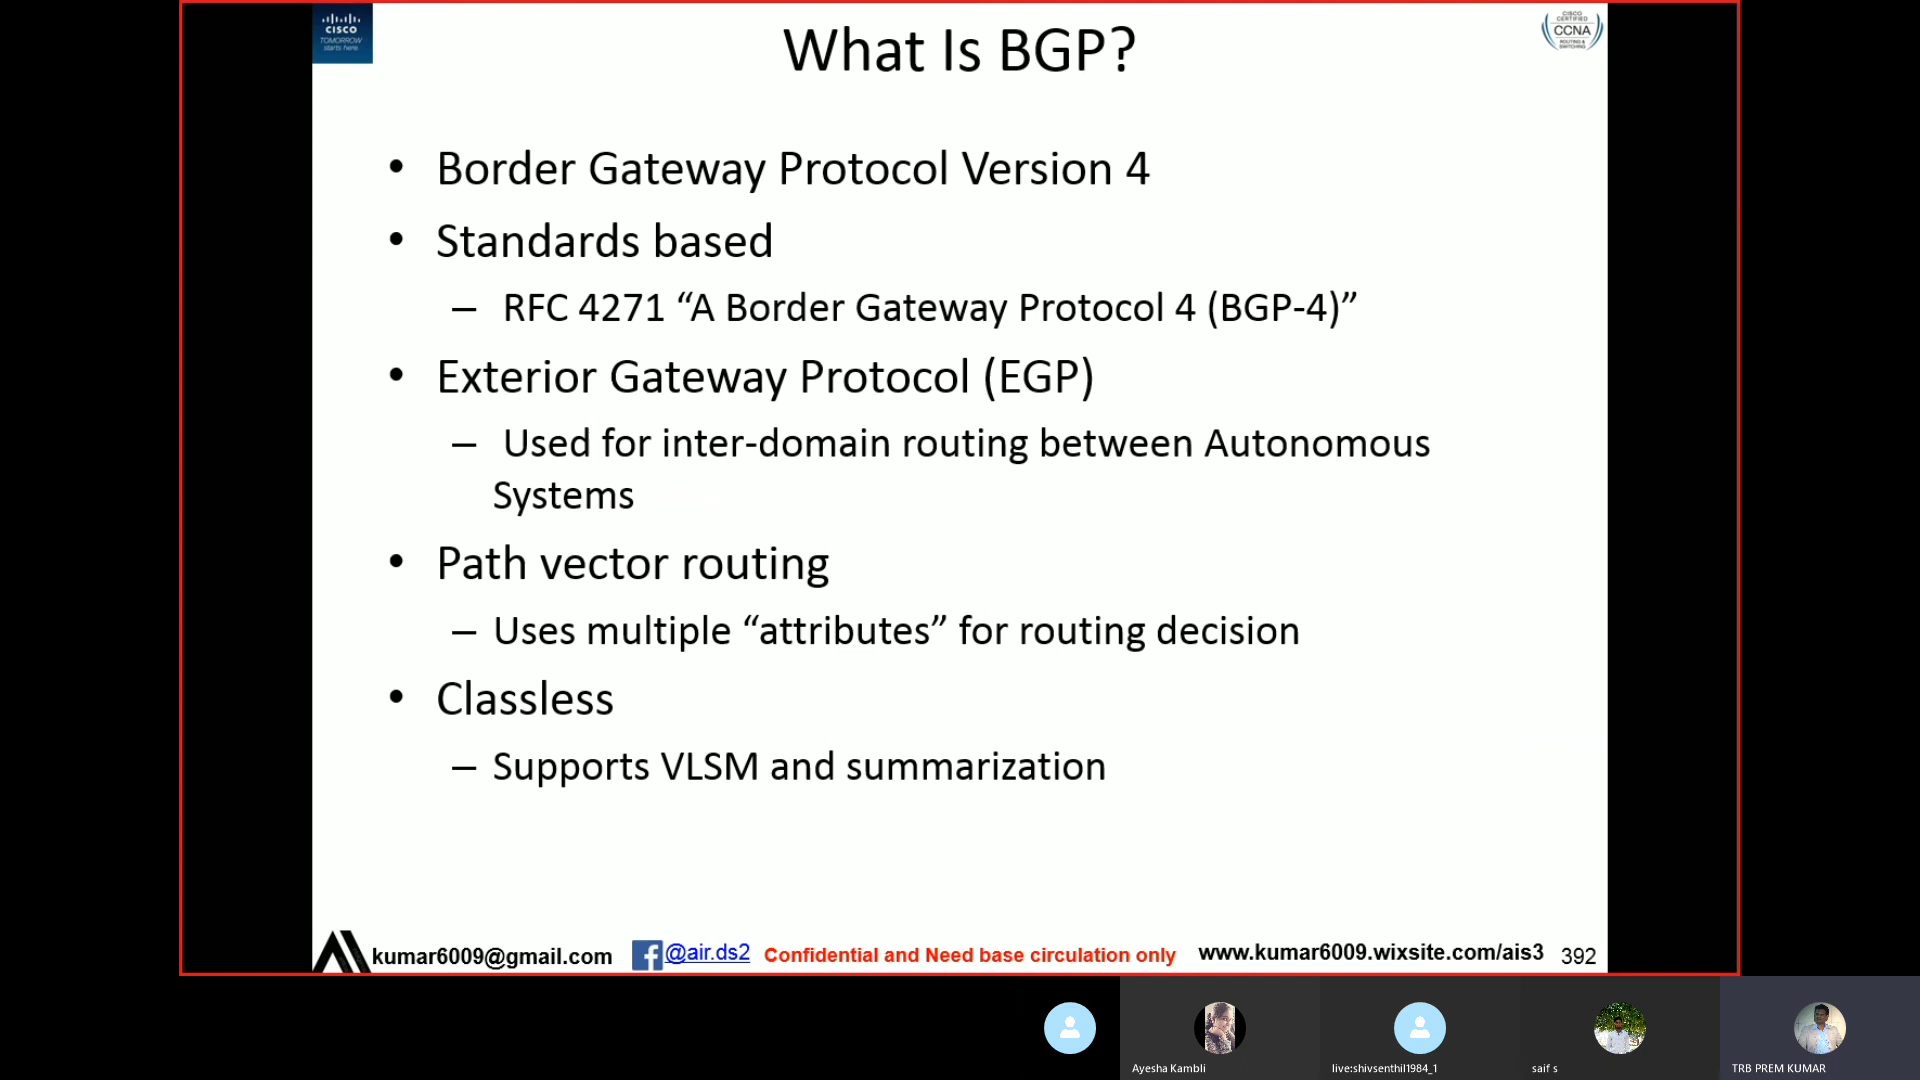 CISCO
TOMORROW
starts here.
What Is BGP?
CISCO
CERTIFIED
CCNA
ROUTING &
SWITCHING
• Border Gateway Protocol Version 4
• Standards based
– RFC 4271 “A Border Gateway Protocol 4 (BGP-4)”
• Exterior Gateway Protocol (EGP)
– Used for inter-domain routing between Autonomous
Systems
• Path vector routing
– Uses multiple “attributes” for routing decision
• Classless
– Supports VLSM and summarization
kumar6009@gmail.com @air.ds2 Confidential and Need base circulation only www.kumar6009.wixsite.com/ais3 392
Ayesha Kambli live:shivsenthil1984_1 saif s TRB PREM KUMAR